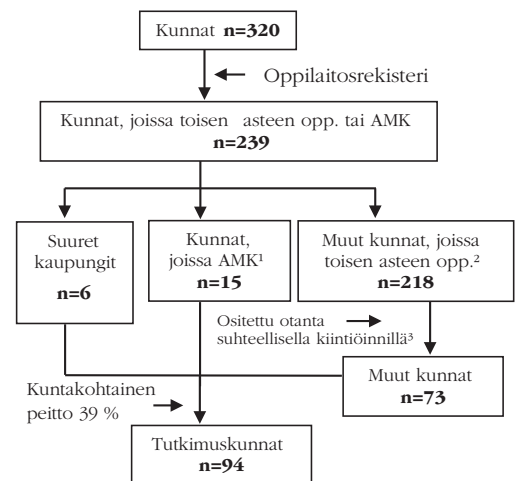 Kunnat n=320
Oppilaitosrekisteri
Kunnat, joissa toisen asteen opp. tai AMK
n=239
Suuret
kaupungit
n=6
Kunnat,
joissa AMK¹
n=15
Muut kunnat, joissa
toisen asteen opp.²
n=218
Ositettu otanta
suhteellisella kiintiöinnillä³
Muut kunnat
n=73
Kuntakohtainen
peitto 39 %
Tutkimuskunnat
n=94